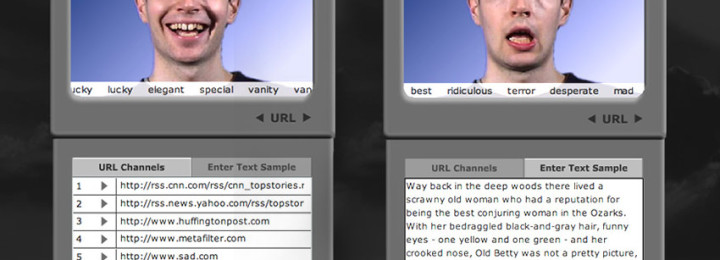 ucky lucky elegant special vanity van
URL
URL Channels Enter Text Sample
1 http://rss.cnn.com/rss/cnn_topstories.r
2 http://rss.news.yahoo.com/rss/topstor
3 http://www.huffingtonpost.com
4 http://www.metafilter.com
5 http://www.sad.com
best ridiculous terror desperate mad
URL
URL Channels Enter Text Sample
Way back in the deep woods there lived a
scrawny old woman who had a reputation for
being the best conjuring woman in the Ozarks.
With her bedraggled black-and-gray hair, funny
eyes - one yellow and one green - and her
crooked nose, Old Betty was not a pretty picture,